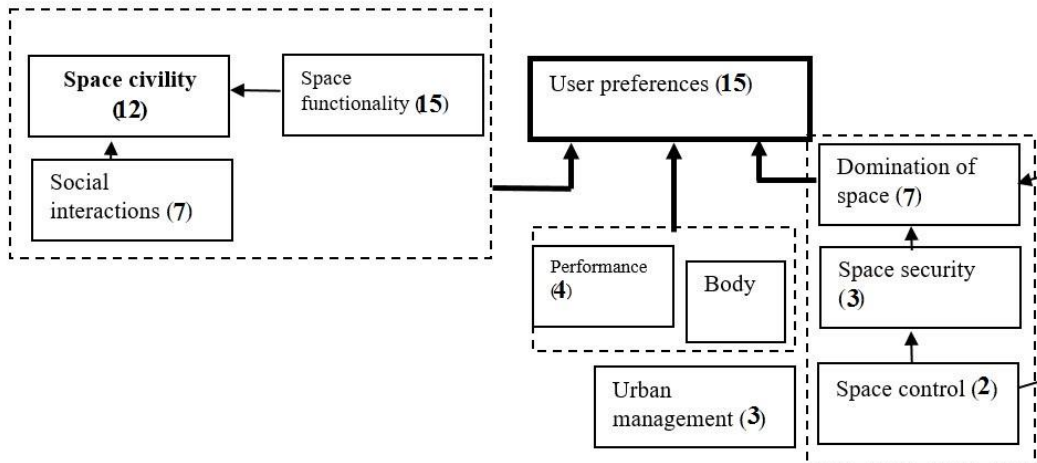 Space civility
(12)
Space
functionality (15)
Social
interactions (7)
User preferences (15)
Domination of
space (7)
Performance
(4)
Body
Space security
(3)
Urban
management (3)
Space control (2)